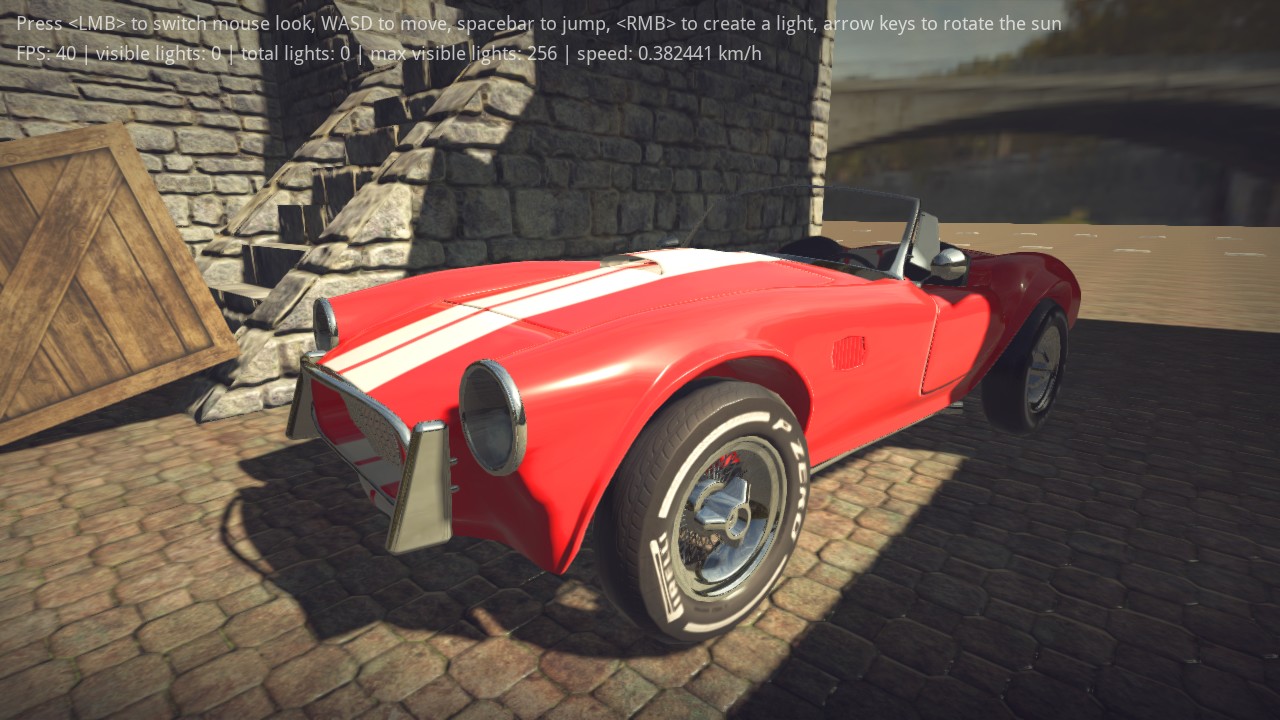 Press <LMB> to switch mouse look, WASD to move, spacebar to jump, <RMB> to create a light, arrow keys to rotate the sun
FPS: 40 | visible lights: 0 | total lights: 0 | max visible lights: 256 | speed: 0.382441 km/h
PZERO
PIRELLI